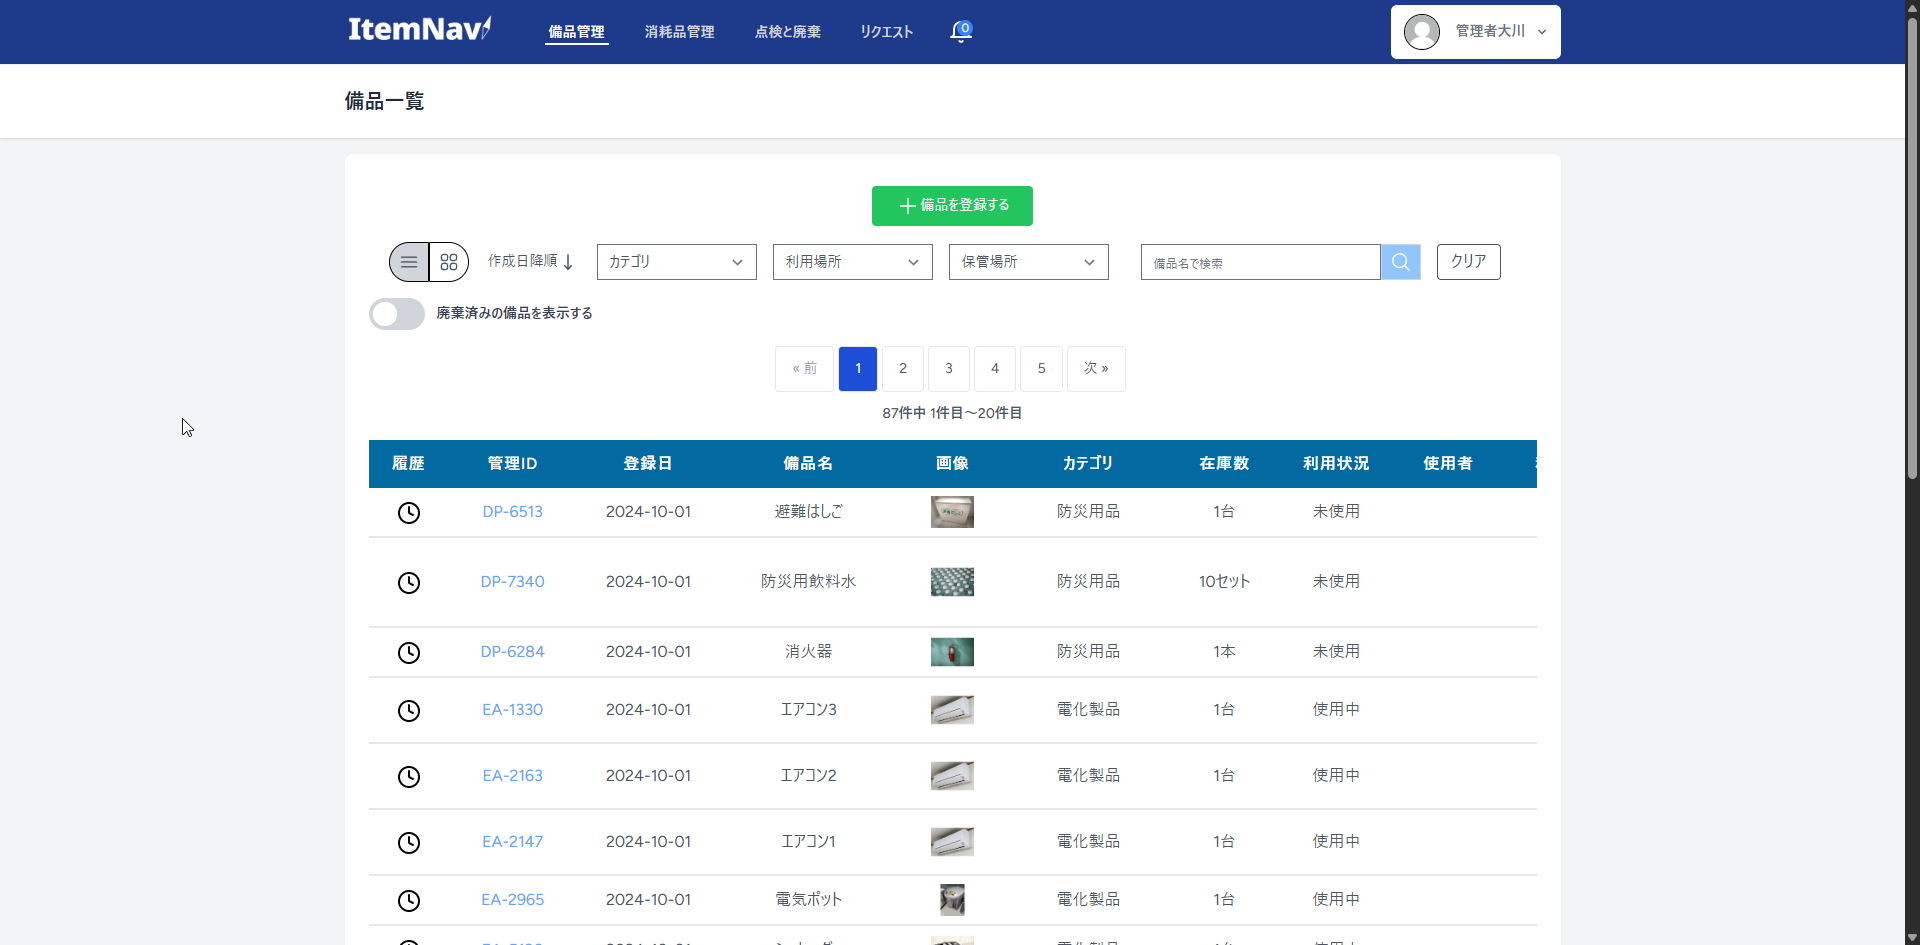 ItemNavi
備品管理 消耗品管理 点検と廃棄 リクエスト 0 管理者大川
備品一覧
備品を登録する
作成日降順 カテゴリ 利用場所 保管場所 備品名で検索 クリア
廃棄済みの備品を表示する
« 前 1 2 3 4 5 次 »
87件中 1件目～20件目
履歴 管理ID 登録日 備品名 画像 カテゴリ 在庫数 利用状況 使用者
DP-6513 2024-10-01 避難はしご 防災用品 1台 未使用
DP-7340 2024-10-01 防災用飲料水 防災用品 10セット 未使用
DP-6284 2024-10-01 消火器 防災用品 1本 未使用
EA-1330 2024-10-01 エアコン3 電化製品 1台 使用中
EA-2163 2024-10-01 エアコン2 電化製品 1台 使用中
EA-2147 2024-10-01 エアコン1 電化製品 1台 使用中
EA-2965 2024-10-01 電気ポット 電化製品 1台 使用中